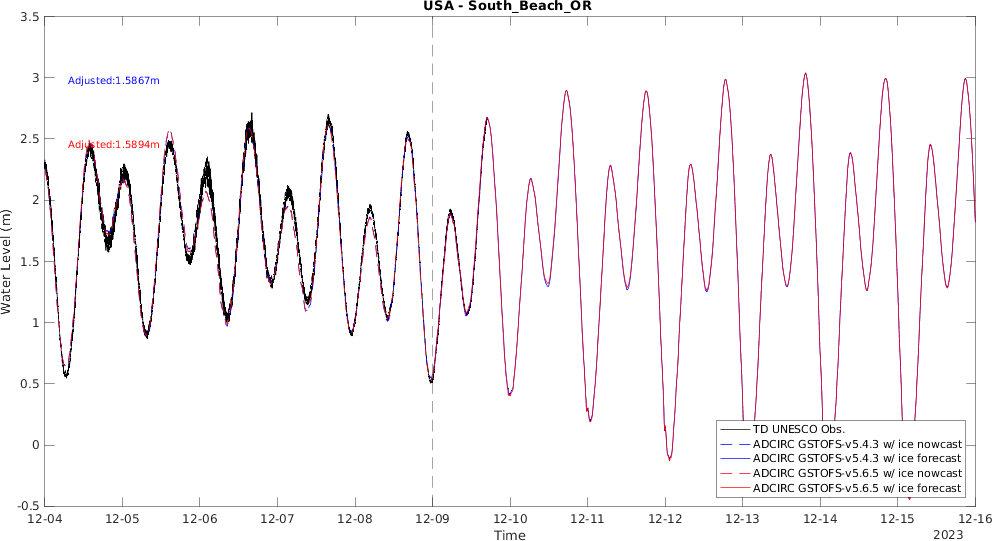 USA - South_Beach_OR
3.5
3
2.5
2
1.5
1
0.5
0
-0.5
Water Level (m)
Adjusted:1.5867m
Adjusted:1.5894m
TD UNESCO Obs.
ADCIRC GSTOFS-v5.4.3 w/ ice nowcast
ADCIRC GSTOFS-v5.4.3 w/ ice forecast
ADCIRC GSTOFS-v5.6.5 w/ ice nowcast
ADCIRC GSTOFS-v5.6.5 w/ ice forecast
12-04 12-05 12-06 12-07 12-08 12-09 12-10 12-11 12-12 12-13 12-14 12-15 12-16
Time
2023